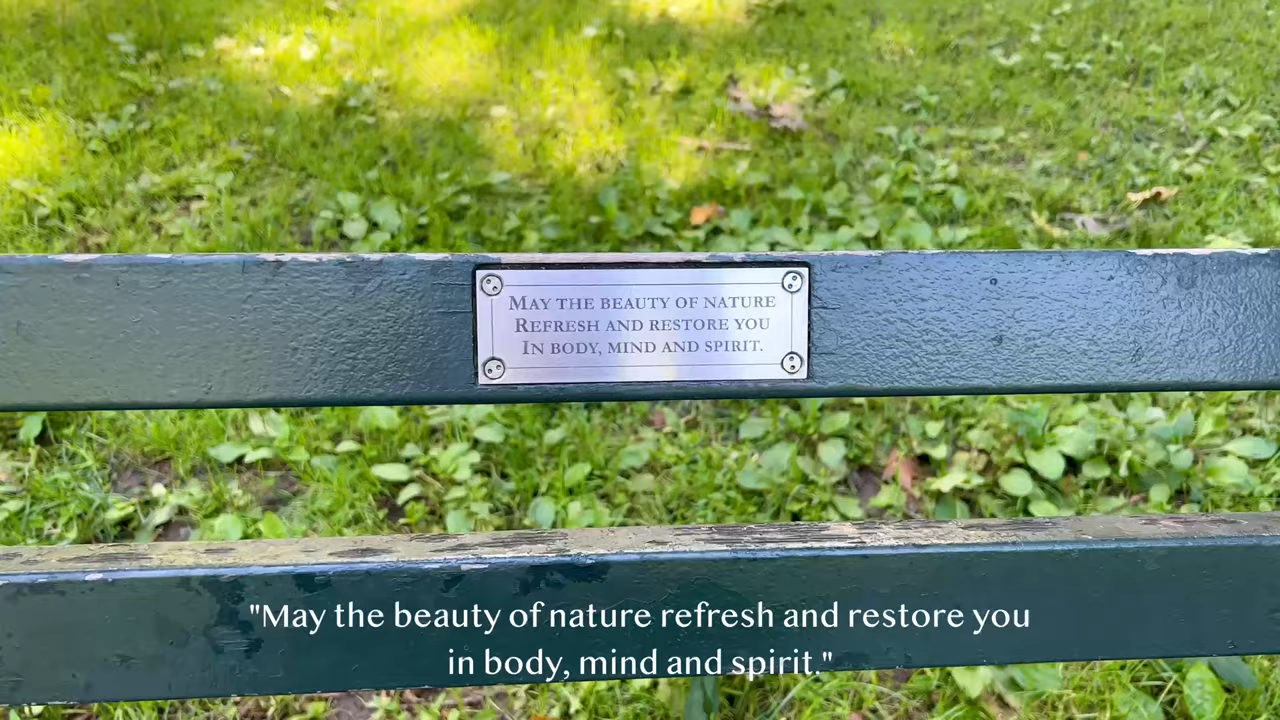 MAY THE BEAUTY OF NATURE
REFRESH AND RESTORE YOU
IN BODY, MIND AND SPIRIT.
"May the beauty of nature refresh and restore you
in body, mind and spirit."